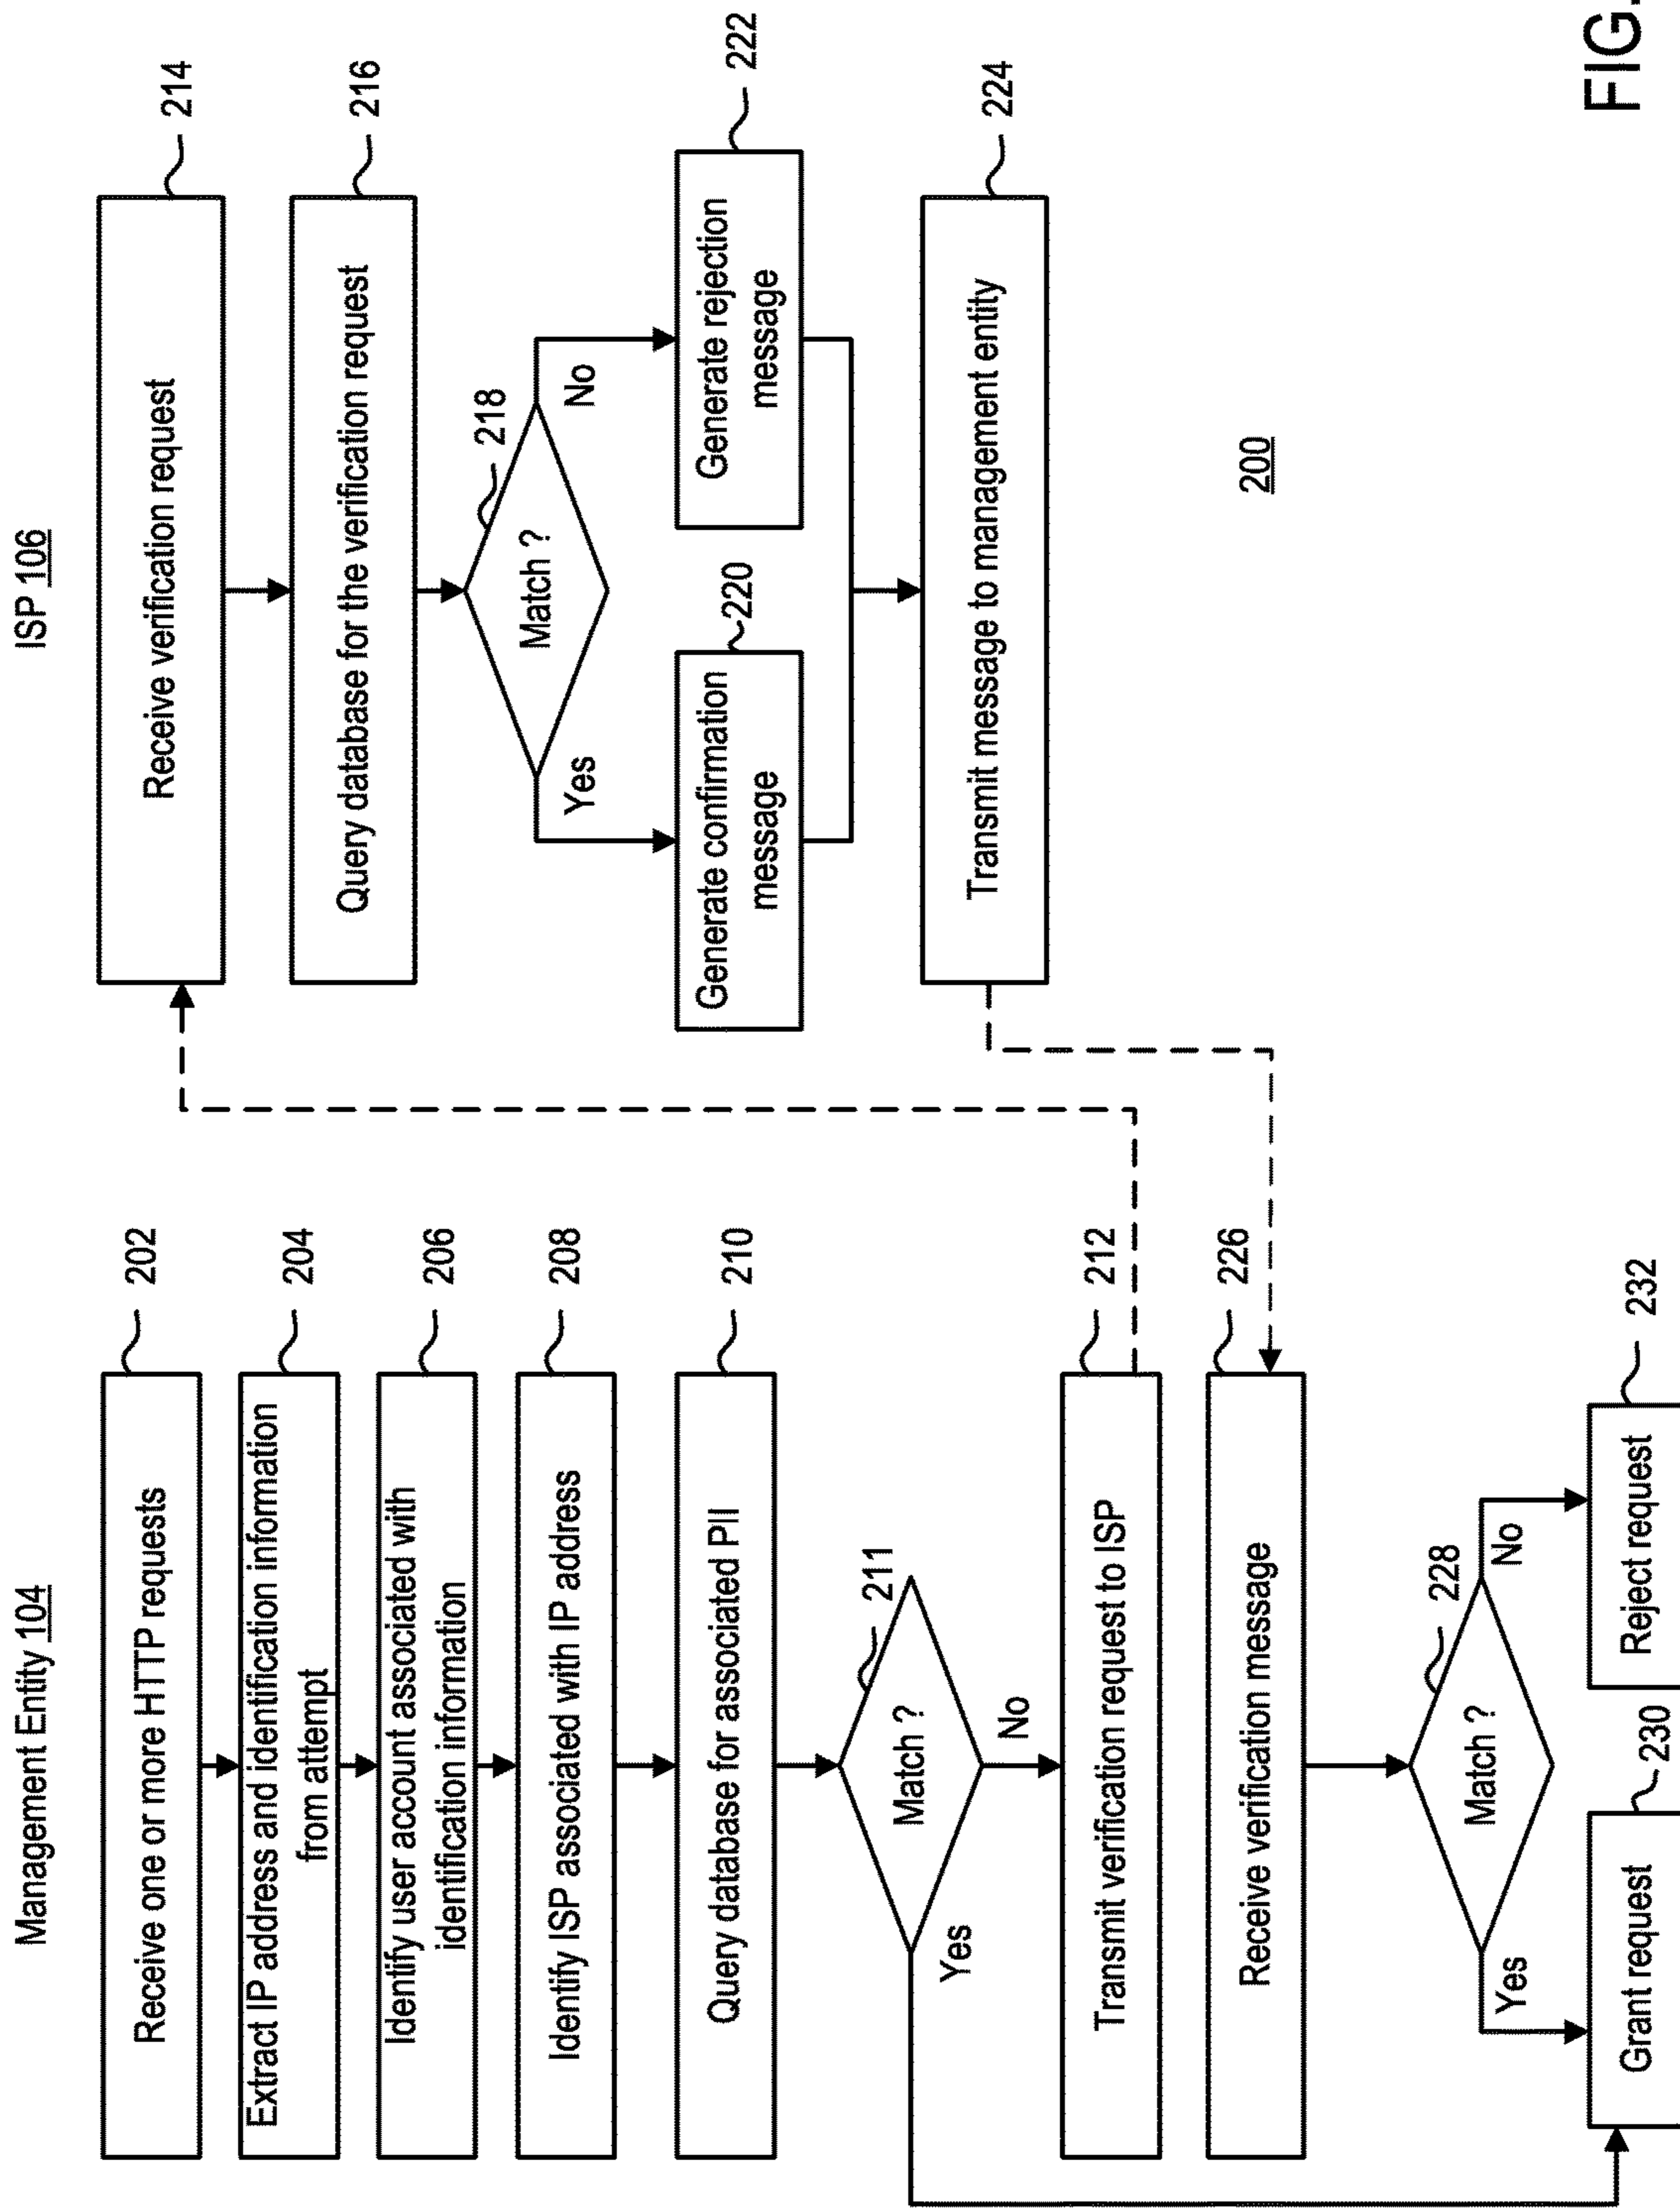 Management Entity 104
Receive one or more HTTP requests
202
Extract IP address and identification information
from attempt
204
Identify user account associated with
identification information
206
Identify ISP associated with IP address
208
Query database for associated PII
210
Match ?
211
Yes
No
Transmit verification request to ISP
212
Receive verification message
226
Match ?
228
Yes
No
Grant request
230
Reject request
232
ISP 106
Receive verification request
214
Query database for the verification request
216
Match ?
218
Yes
No
Generate confirmation
message
220
Generate rejection
message
222
Transmit message to management entity
224
200
FIG.